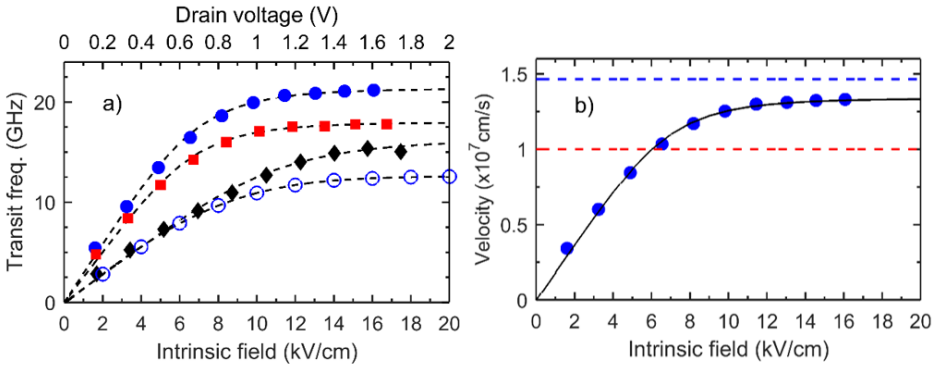 Drain voltage (V)
0 0.2 0.4 0.6 0.8 1 1.2 1.4 1.6 1.8 2
a)
20
10
0
Transit freq. (GHz)
0 2 4 6 8 10 12 14 16 18 20
Intrinsic field (kV/cm)
b)
1.5
1
0.5
0
Velocity (x10⁷cm/s)
0 2 4 6 8 10 12 14 16 18 20
Intrinsic field (kV/cm)